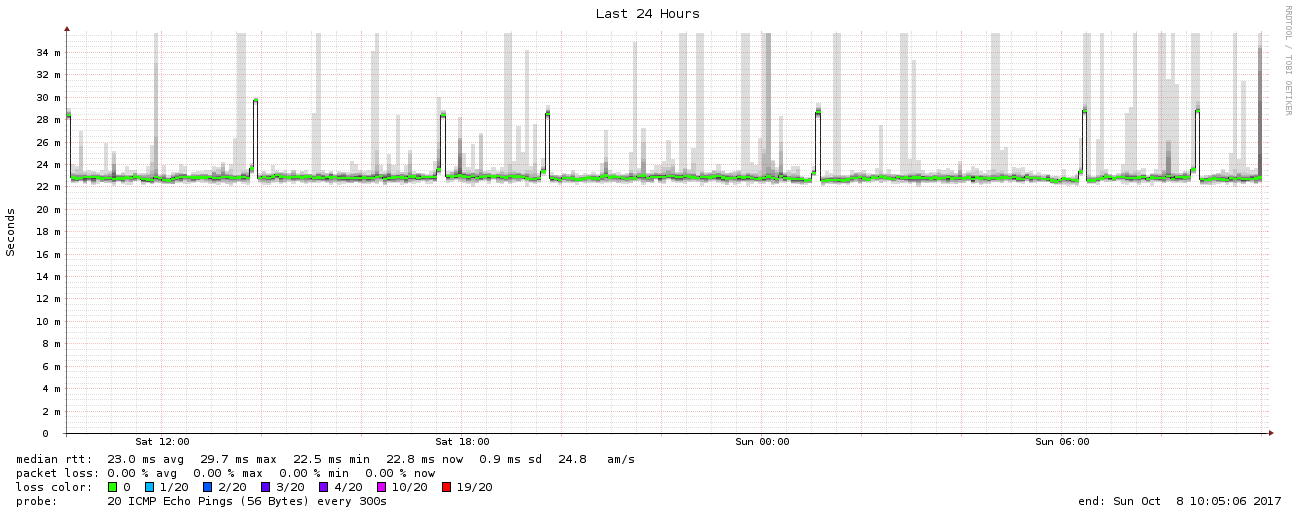 Last 24 Hours
RRDTOOL / TOBI OETIKER
Seconds
34 m
32 m
30 m
28 m
26 m
24 m
22 m
20 m
18 m
16 m
14 m
12 m
10 m
8 m
6 m
4 m
2 m
0
Sat 12:00 Sat 18:00 Sun 00:00 Sun 06:00
median rtt: 23.0 ms avg 29.7 ms max 22.5 ms min 22.8 ms now 0.9 ms sd 24.8 am/s
packet loss: 0.00 % avg 0.00 % max 0.00 % min 0.00 % now
loss color: 0 1/20 2/20 3/20 4/20 10/20 19/20
probe: 20 ICMP Echo Pings (56 Bytes) every 300s end: Sun Oct 8 10:05:06 2017